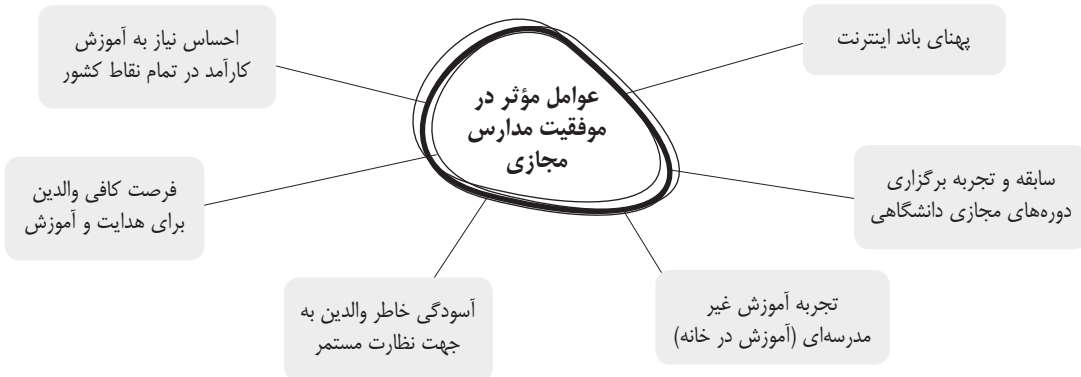 عوامل مؤثر در
موفقیت مدارس
مجازی
پهنای باند اینترنت
سابقه و تجربه برگزاری
دوره‌های مجازی دانشگاهی
تجربه آموزش غیر
مدرسه‌ای (آموزش در خانه)
آسودگی خاطر والدین به
جهت نظارت مستمر
فرصت کافی والدین
برای هدایت و آموزش
احساس نیاز به آموزش
کارآمد در تمام نقاط کشور